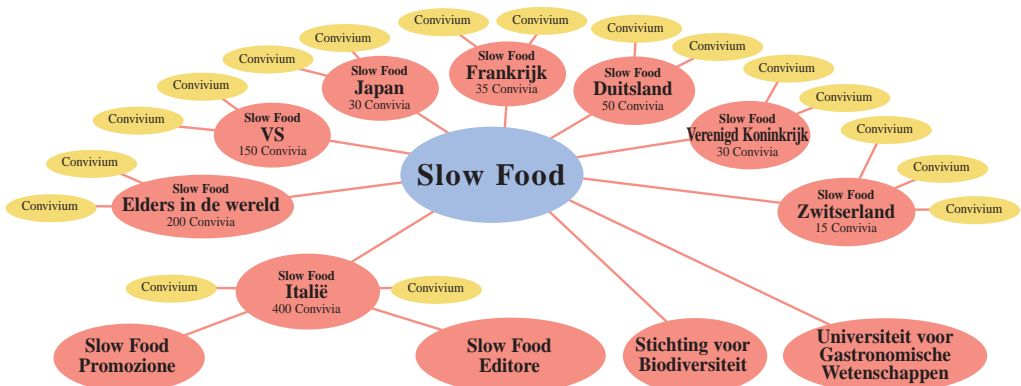 Convivium
Convivium
Convivium
Convivium
Convivium
Convivium
Slow Food
Frankrijk
35 Convivia
Convivium
Slow Food
Japan
30 Convivia
Slow Food
Duitsland
50 Convivia
Convivium
Convivium
Convivium
Convivium
Slow Food
VS
150 Convivia
Slow Food
Verenigd Koninkrijk
30 Convivia
Convivium
Convivium
Slow Food
Convivium
Convivium
Slow Food
Elders in de wereld
200 Convivia
Slow Food
Zwitserland
15 Convivia
Convivium
Slow Food
Italië
400 Convivia
Convivium
Convivium
Slow Food
Promozione
Slow Food
Editore
Stichting voor
Biodiversiteit
Universiteit voor
Gastronomische
Wetenschappen